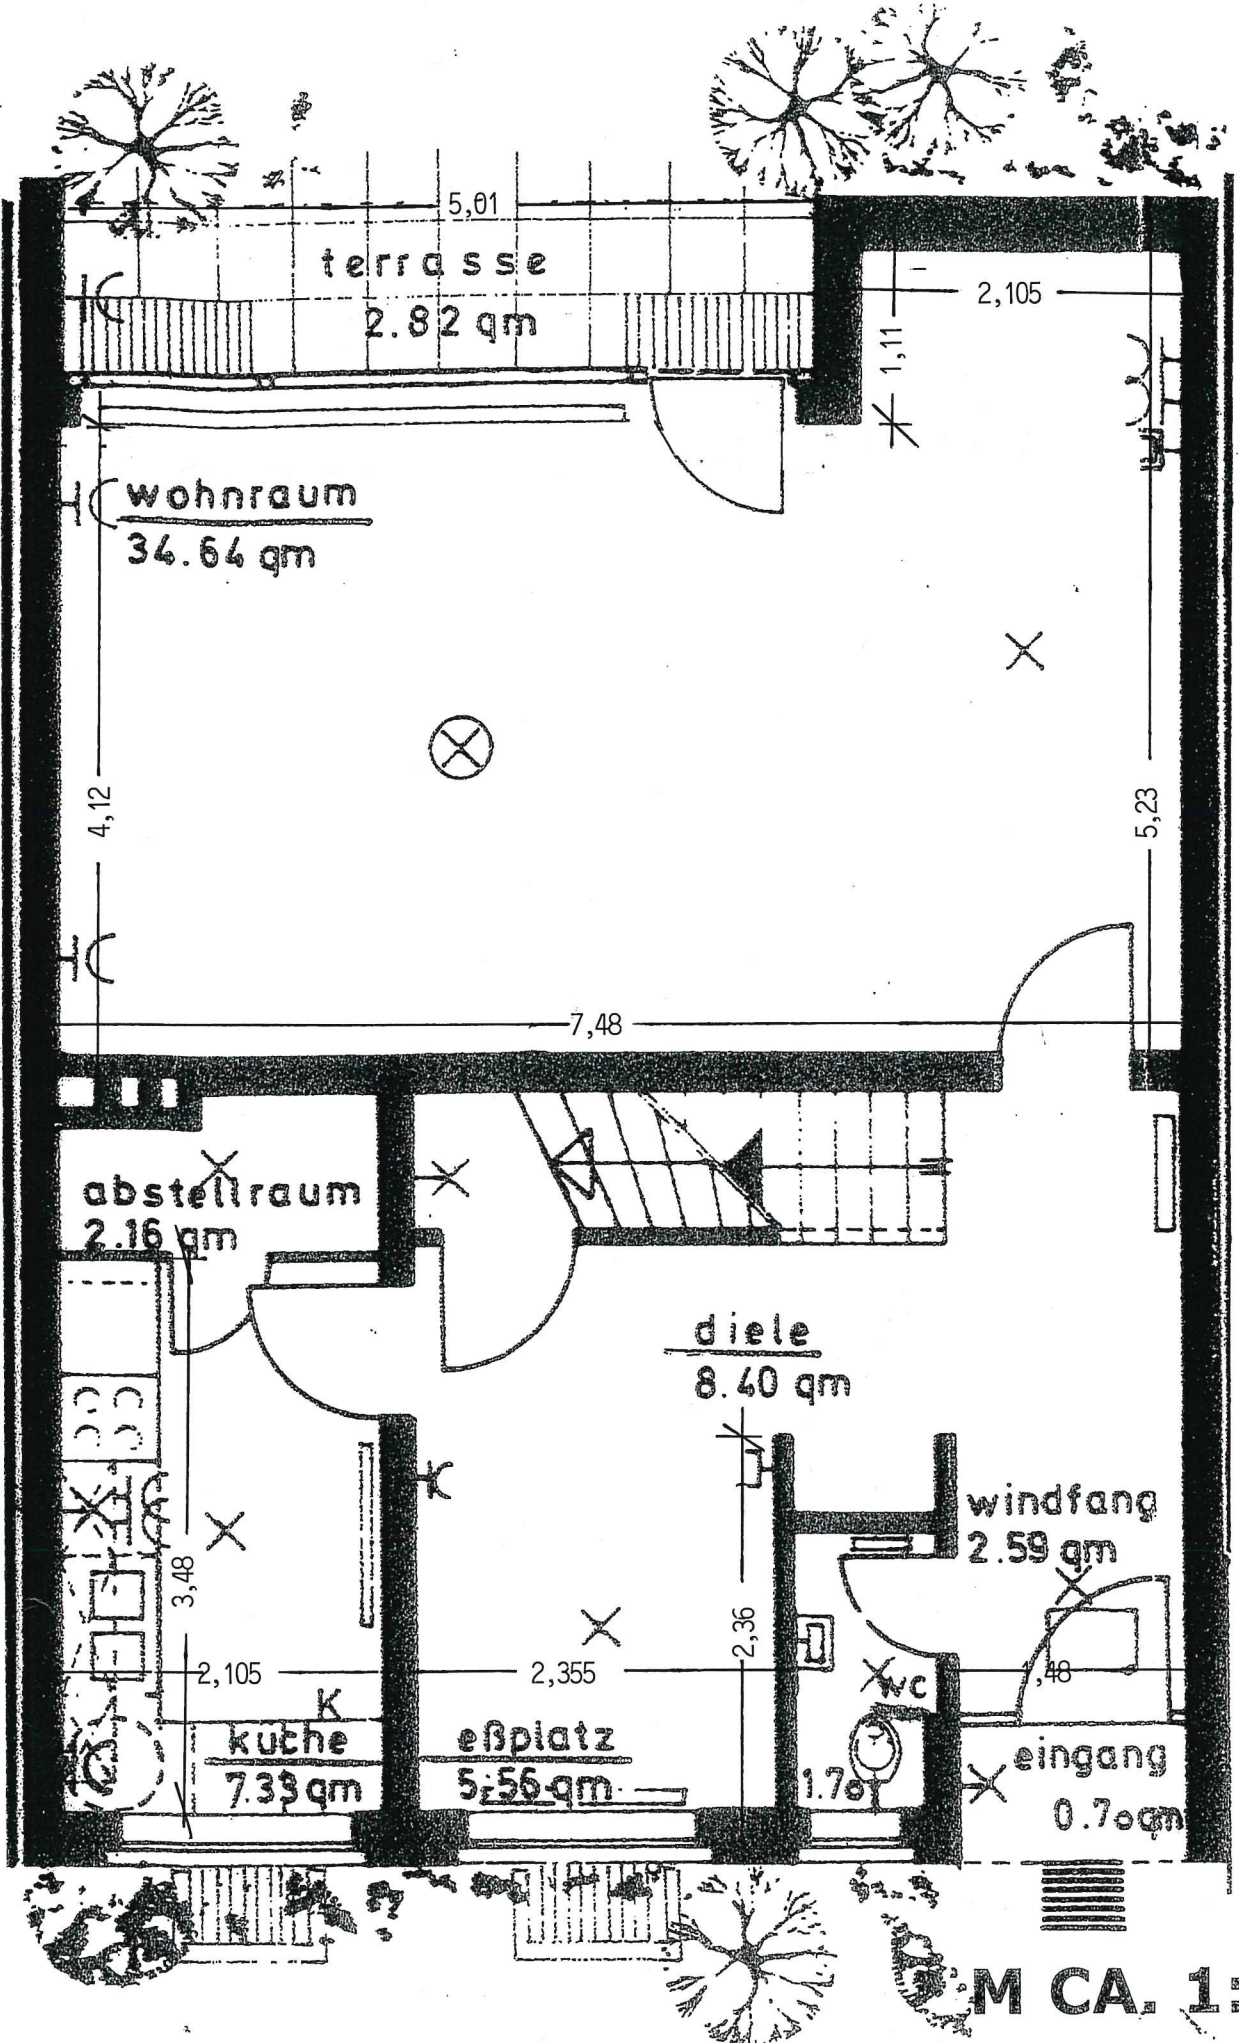 5,01
terrasse
2.82 qm
2,105
1,11
wohnraum
34.64 qm
4,12
5,23
7,48
abstellraum
2.16 qm
diele
8.40 qm
windfang
2.59 qm
3,48
2,36
2,105
2,355
1,48
wc
K
küche
7.33 qm
eßplatz
5.56 qm
1.70
eingang
0.70 qm
M CA. 1: